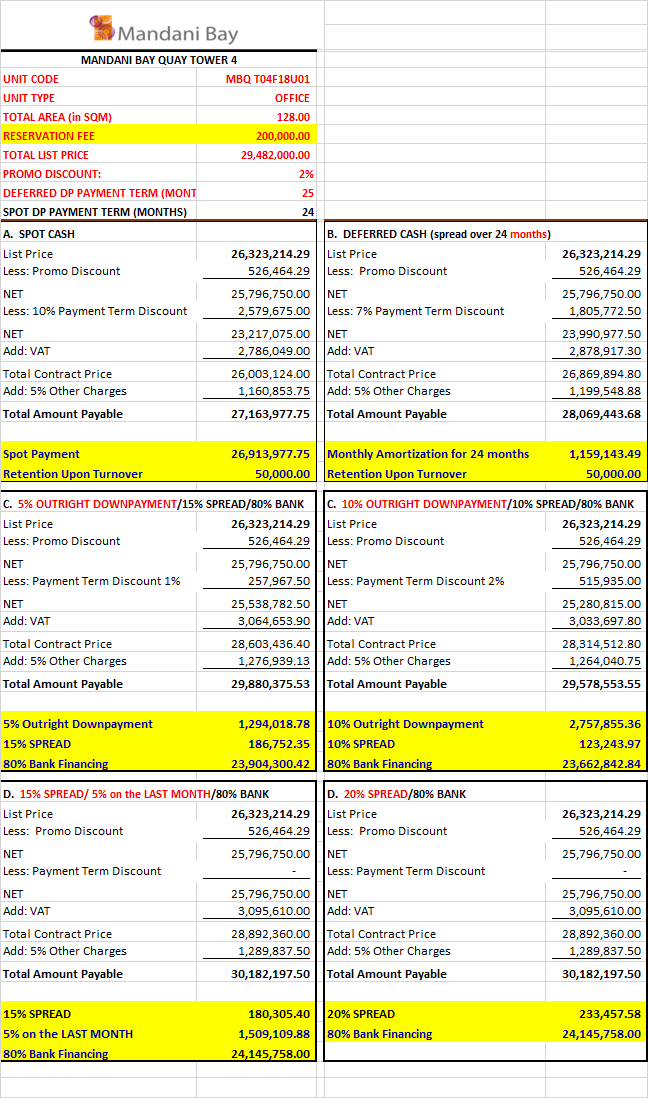 Mandani Bay
MANDANI BAY QUAY TOWER 4
UNIT CODE MBQ T04F18U01
UNIT TYPE OFFICE
TOTAL AREA (in SQM) 128.00
RESERVATION FEE 200,000.00
TOTAL LIST PRICE 29,482,000.00
PROMO DISCOUNT: 2%
DEFERRED DP PAYMENT TERM (MONT 25
SPOT DP PAYMENT TERM (MONTHS) 24
A. SPOT CASH
List Price 26,323,214.29
Less: Promo Discount 526,464.29
NET 25,796,750.00
Less: 10% Payment Term Discount 2,579,675.00
NET 23,217,075.00
Add: VAT 2,786,049.00
Total Contract Price 26,003,124.00
Add: 5% Other Charges 1,160,853.75
Total Amount Payable 27,163,977.75
Spot Payment 26,913,977.75
Retention Upon Turnover 50,000.00
B. DEFERRED CASH (spread over 24 months)
List Price 26,323,214.29
Less: Promo Discount 526,464.29
NET 25,796,750.00
Less: 7% Payment Term Discount 1,805,772.50
NET 23,990,977.50
Add: VAT 2,878,917.30
Total Contract Price 26,869,894.80
Add: 5% Other Charges 1,199,548.88
Total Amount Payable 28,069,443.68
Monthly Amortization for 24 months 1,159,143.49
Retention Upon Turnover 50,000.00
C. 5% OUTRIGHT DOWNPAYMENT/15% SPREAD/80% BANK
List Price 26,323,214.29
Less: Promo Discount 526,464.29
NET 25,796,750.00
Less: Payment Term Discount 1% 257,967.50
NET 25,538,782.50
Add: VAT 3,064,653.90
Total Contract Price 28,603,436.40
Add: 5% Other Charges 1,276,939.13
Total Amount Payable 29,880,375.53
5% Outright Downpayment 1,294,018.78
15% SPREAD 186,752.35
80% Bank Financing 23,904,300.42
C. 10% OUTRIGHT DOWNPAYMENT/10% SPREAD/80% BANK
List Price 26,323,214.29
Less: Promo Discount 526,464.29
NET 25,796,750.00
Less: Payment Term Discount 2% 515,935.00
NET 25,280,815.00
Add: VAT 3,033,697.80
Total Contract Price 28,314,512.80
Add: 5% Other Charges 1,264,040.75
Total Amount Payable 29,578,553.55
10% Outright Downpayment 2,757,855.36
10% SPREAD 123,243.97
80% Bank Financing 23,662,842.84
D. 15% SPREAD/ 5% on the LAST MONTH/80% BANK
List Price 26,323,214.29
Less: Promo Discount 526,464.29
NET 25,796,750.00
Less: Payment Term Discount -
NET 25,796,750.00
Add: VAT 3,095,610.00
Total Contract Price 28,892,360.00
Add: 5% Other Charges 1,289,837.50
Total Amount Payable 30,182,197.50
15% SPREAD 180,305.40
5% on the LAST MONTH 1,509,109.88
80% Bank Financing 24,145,758.00
D. 20% SPREAD/80% BANK
List Price 26,323,214.29
Less: Promo Discount 526,464.29
NET 25,796,750.00
Less: Payment Term Discount -
NET 25,796,750.00
Add: VAT 3,095,610.00
Total Contract Price 28,892,360.00
Add: 5% Other Charges 1,289,837.50
Total Amount Payable 30,182,197.50
20% SPREAD 233,457.58
80% Bank Financing 24,145,758.00